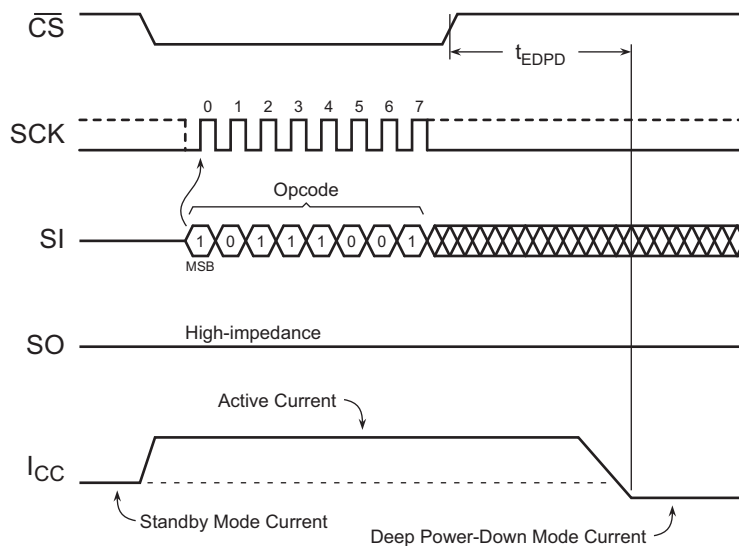 CS
tEDPD
0 1 2 3 4 5 6 7
SCK
Opcode
SI
1 0 1 1 1 0 0 1
MSB
High-impedance
SO
Active Current
ICC
Standby Mode Current
Deep Power-Down Mode Current